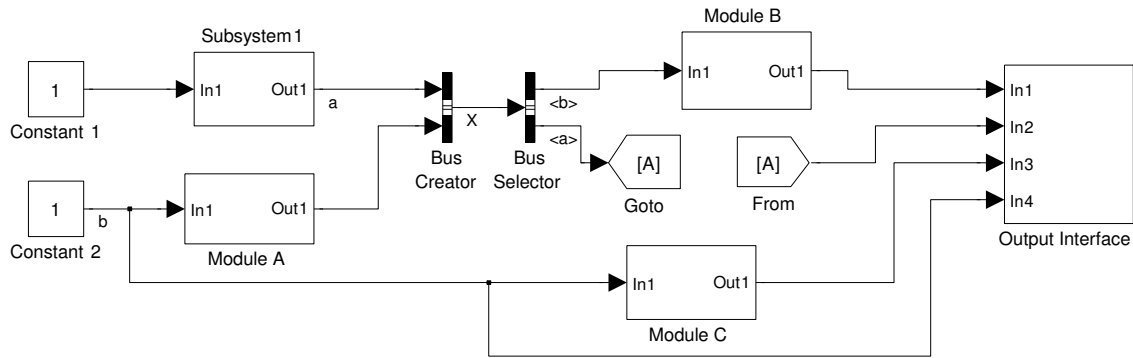 Subsystem1
1
In1
Out1
a
Constant 1
1
b
Constant 2
In1
Out1
Module A
X
Bus
Creator
<b>
<a>
Bus
Selector
Module B
In1
Out1
[A]
Goto
[A]
From
In1
Out1
Module C
In1
In2
In3
In4
Output Interface